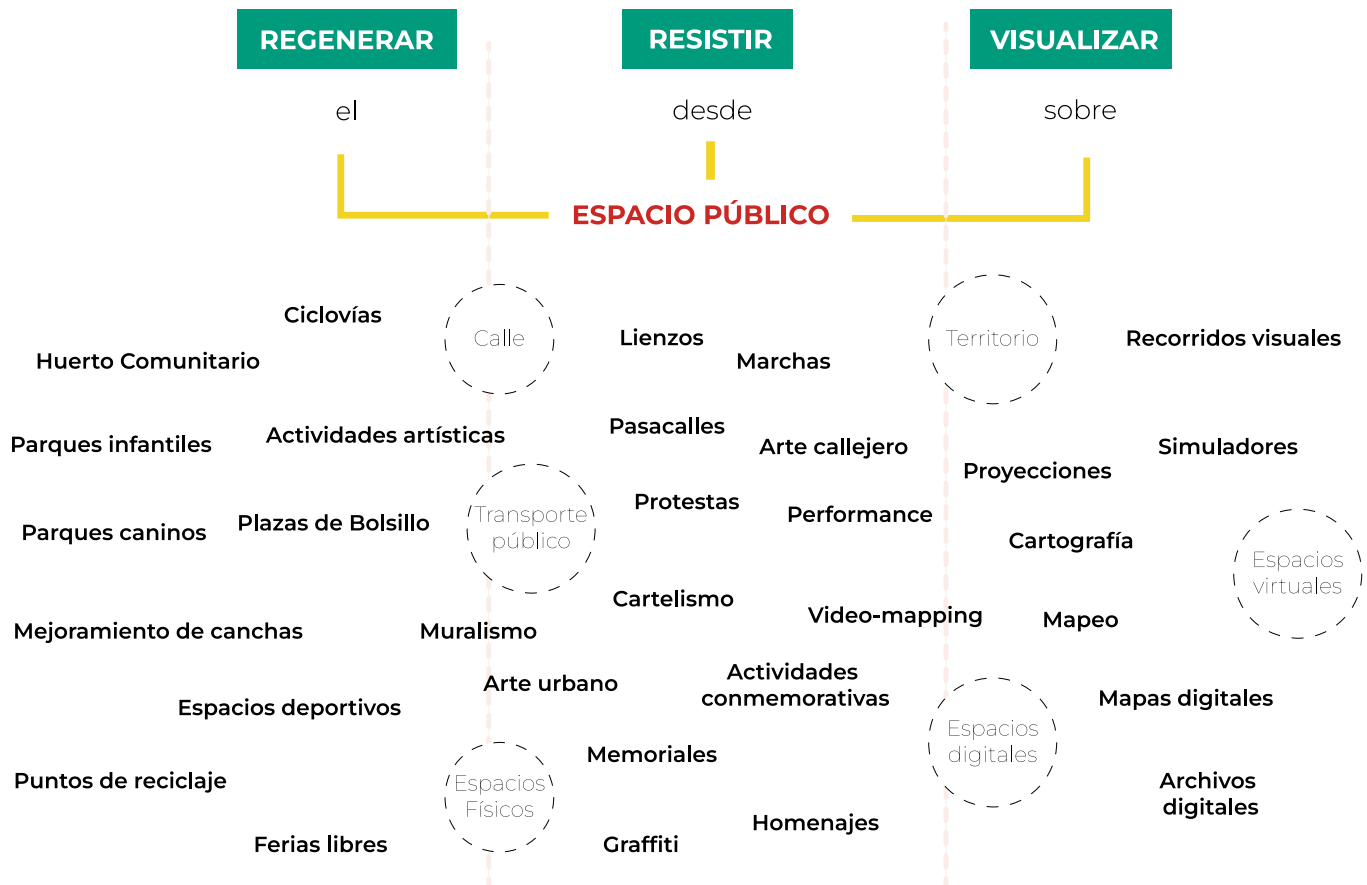 REGENERAR
RESISTIR
VISUALIZAR
el
desde
sobre
ESPACIO PÚBLICO
Ciclovías
Huerto Comunitario
Calle
Lienzos
Marchas
Territorio
Recorridos visuales
Parques infantiles
Actividades artísticas
Pasacalles
Arte callejero
Proyecciones
Simuladores
Parques caninos
Plazas de Bolsillo
Transporte
público
Protestas
Performance
Cartografía
Espacios
virtuales
Mejoramiento de canchas
Muralismo
Cartelismo
Video-mapping
Mapeo
Espacios deportivos
Arte urbano
Actividades
conmemorativas
Espacios
digitales
Mapas digitales
Puntos de reciclaje
Espacios
Físicos
Memoriales
Archivos
digitales
Ferias libres
Graffiti
Homenajes